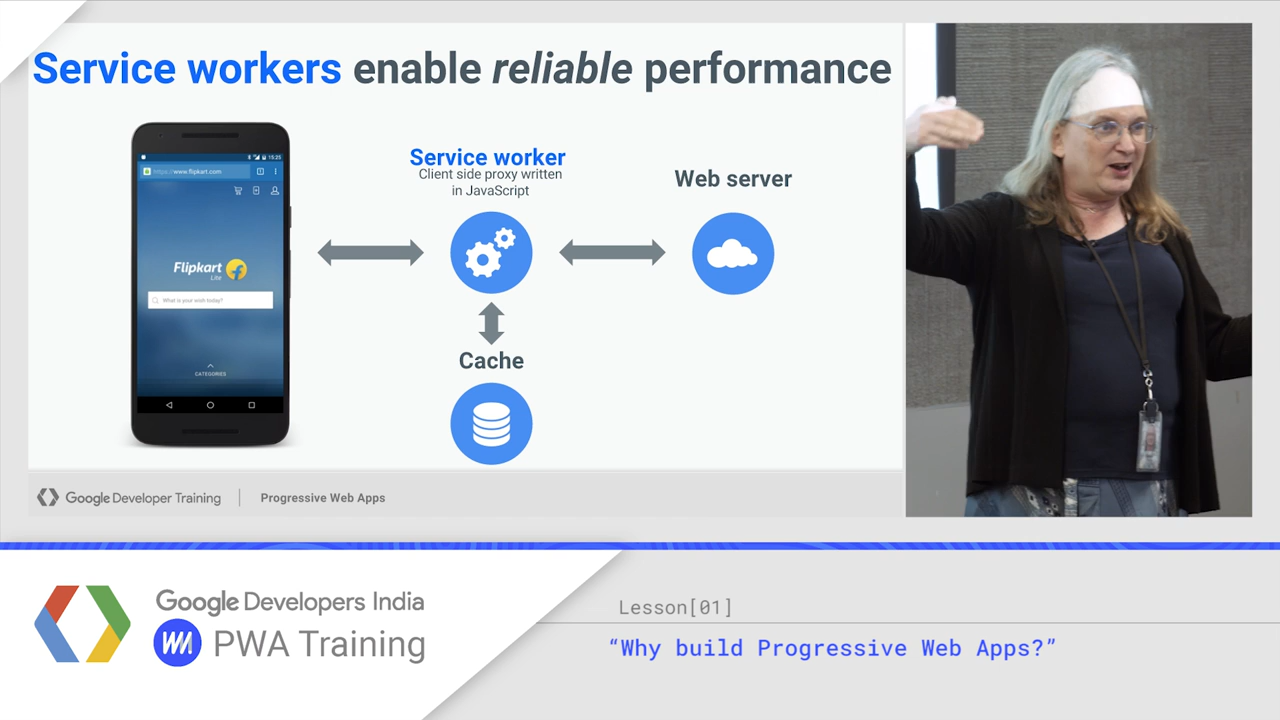 Service workers enable reliable performance
15:25
https://www.flipkart.com
Flipkart
Lite
What is your wish today?
CATEGORIES
Service worker
Client side proxy written
in JavaScript
Web server
Cache
Google Developer Training
Progressive Web Apps
Google Developers India
PWA Training
Lesson[01]
“Why build Progressive Web Apps?”